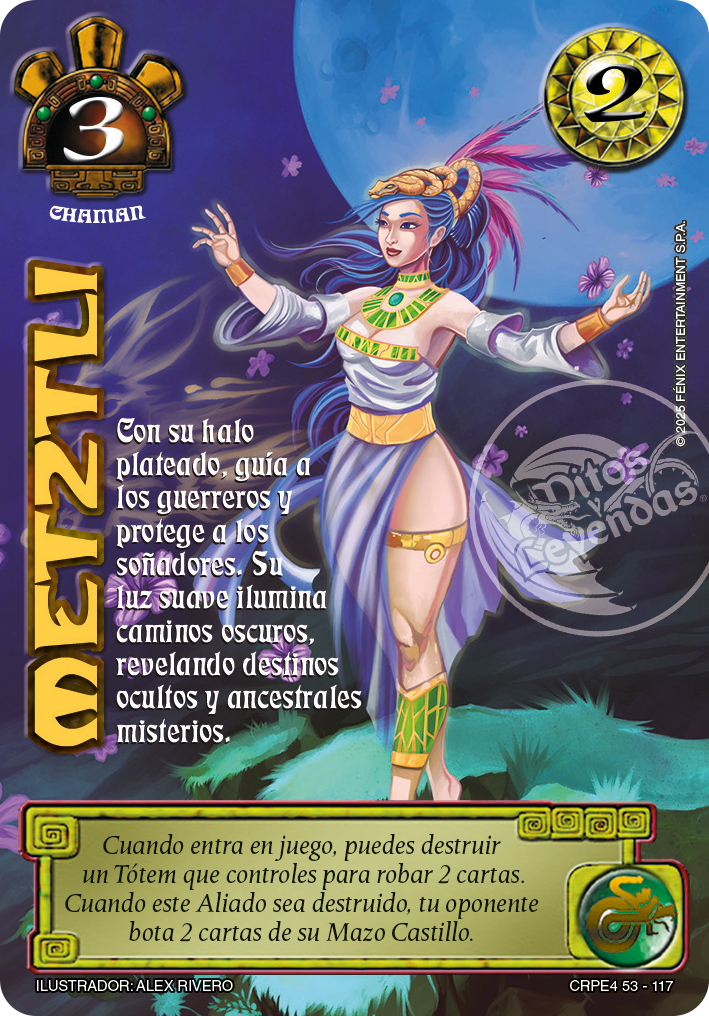 3
2
CHAMAN
METZTLI
Con su halo
plateado, guía a
los guerreros y
protege a los
soñadores. Su
luz suave ilumina
caminos oscuros,
revelando destinos
ocultos y ancestrales
misterios.
© 2025 FÉNIX ENTERTAINMENT S.P.A.
Mitos
y
Leyendas®
Cuando entra en juego, puedes destruir
un Tótem que controles para robar 2 cartas.
Cuando este Aliado sea destruido, tu oponente
bota 2 cartas de su Mazo Castillo.
ILUSTRADOR: ALEX RIVERO
CRPE4 53 - 117